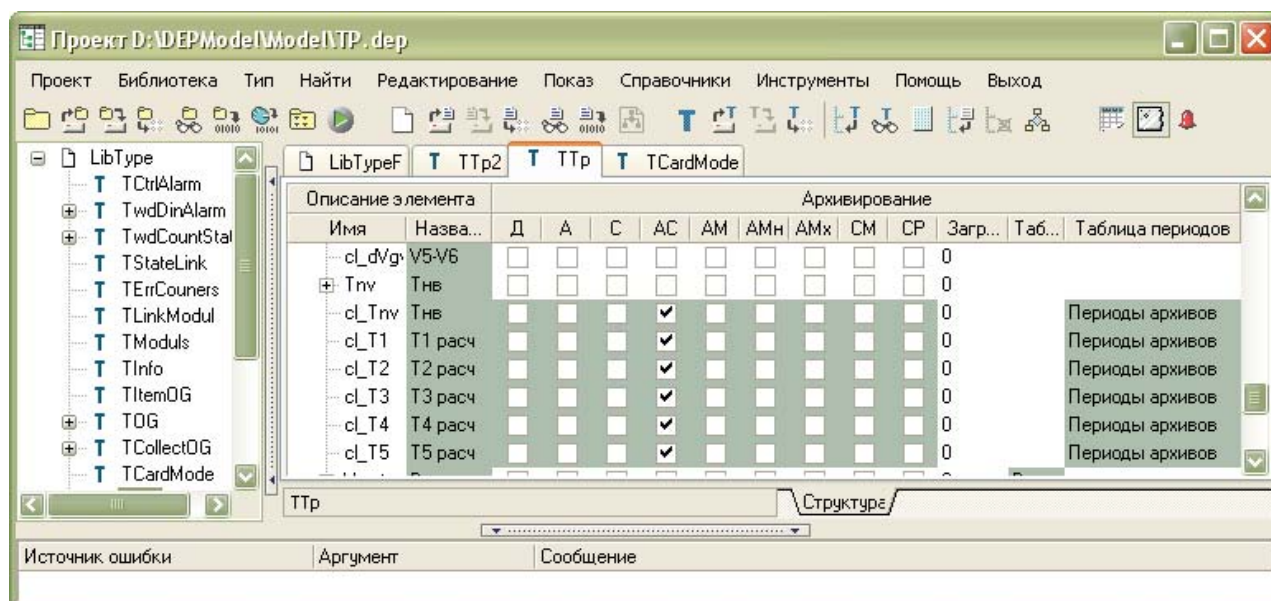 Проект D:\DEPModel\Model\TP.dep
Проект Библиотека Тип Найти Редактирование Показ Справочники Инструменты Помощь Выход
LibType
TCtrlAlarm
TwdDinAlarm
TwdCountStat
TStateLink
TErrCouners
TLinkModul
TModuls
TInfo
TItemOG
TOG
TCollectOG
TCardMode
LibTypeF TTp2 TTp TCardMode
Описание элемента Архивирование
Имя Назва... Д А С АС АМ АМн АМх СМ СР Загр... Таб... Таблица периодов
cl_dVg V5-V6 0
Tnv Тнв 0
cl_Tnv Тнв 0 Периоды архивов
cl_T1 T1 расч 0 Периоды архивов
cl_T2 T2 расч 0 Периоды архивов
cl_T3 T3 расч 0 Периоды архивов
cl_T4 T4 расч 0 Периоды архивов
cl_T5 T5 расч 0 Периоды архивов
TTp Структура
Источник ошибки Аргумент Сообщение